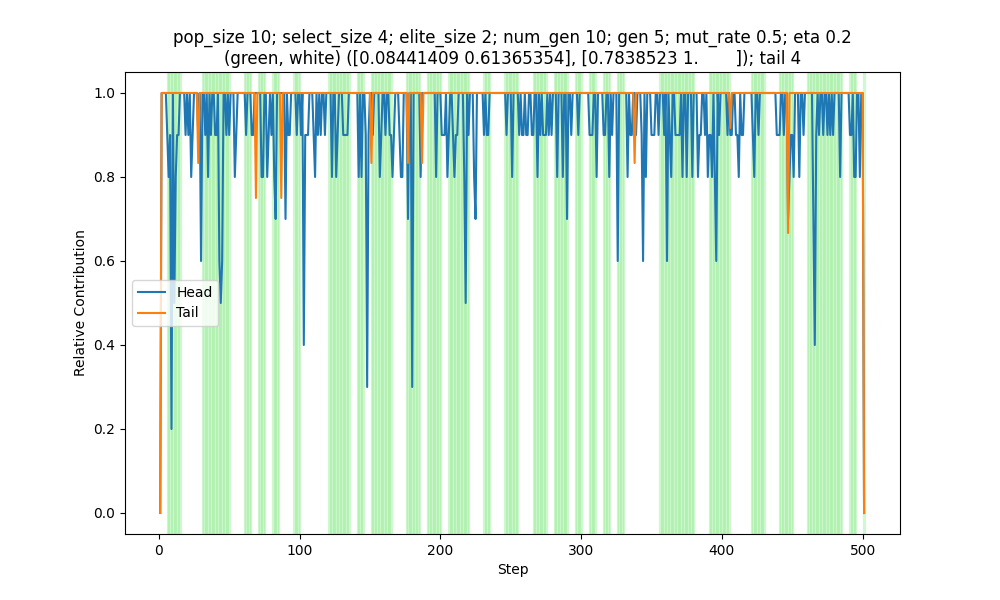 pop_size 10; select_size 4; elite_size 2; num_gen 10; gen 5; mut_rate 0.5; eta 0.2
(green, white) ([0.08441409 0.61365354], [0.7838523 1.        ]); tail 4
1.0
0.8
0.6
0.4
0.2
0.0
Relative Contribution
Head
Tail
0
100
200
300
400
500
Step